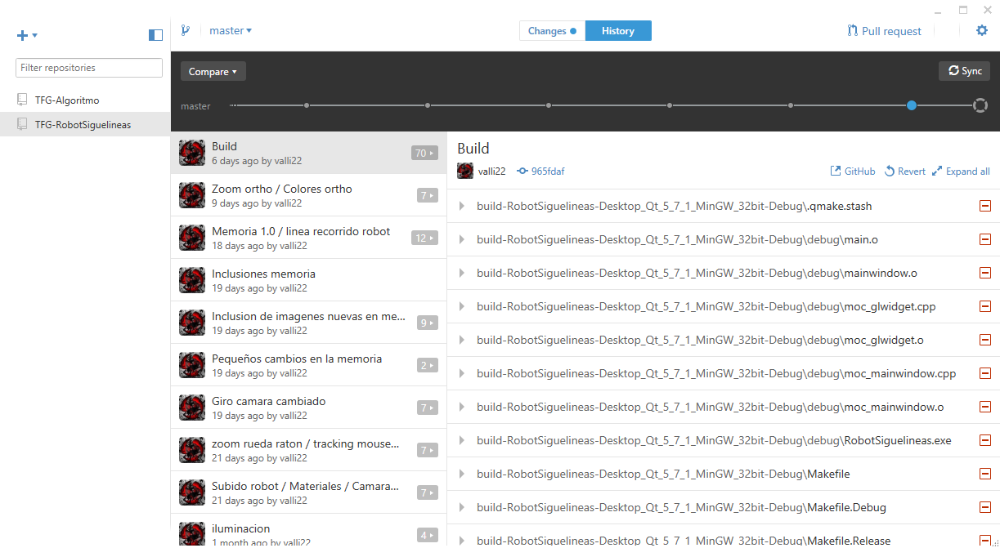 master
Changes
History
Pull request
Filter repositories
TFG-Algoritmo
TFG-RobotSiguelineas
Compare
Sync
master
Build
6 days ago by valli22
70
Zoom ortho / Colores ortho
9 days ago by valli22
7
Memoria 1.0 / linea recorrido robot
18 days ago by valli22
12
Inclusiones memoria
19 days ago by valli22
Inclusion de imagenes nuevas en me...
19 days ago by valli22
9
Pequeños cambios en la memoria
19 days ago by valli22
2
Giro camara cambiado
19 days ago by valli22
7
zoom rueda raton / tracking mouse...
21 days ago by valli22
7
Subido robot / Materiales / Camara...
21 days ago by valli22
7
iluminacion
1 month ago by valli22
4
Build
valli22
965fdaf
GitHub
Revert
Expand all
build-RobotSiguelineas-Desktop_Qt_5_7_1_MinGW_32bit-Debug\.qmake.stash
build-RobotSiguelineas-Desktop_Qt_5_7_1_MinGW_32bit-Debug\debug\main.o
build-RobotSiguelineas-Desktop_Qt_5_7_1_MinGW_32bit-Debug\debug\mainwindow.o
build-RobotSiguelineas-Desktop_Qt_5_7_1_MinGW_32bit-Debug\debug\moc_glwidget.cpp
build-RobotSiguelineas-Desktop_Qt_5_7_1_MinGW_32bit-Debug\debug\moc_glwidget.o
build-RobotSiguelineas-Desktop_Qt_5_7_1_MinGW_32bit-Debug\debug\moc_mainwindow.cpp
build-RobotSiguelineas-Desktop_Qt_5_7_1_MinGW_32bit-Debug\debug\moc_mainwindow.o
build-RobotSiguelineas-Desktop_Qt_5_7_1_MinGW_32bit-Debug\debug\RobotSiguelineas.exe
build-RobotSiguelineas-Desktop_Qt_5_7_1_MinGW_32bit-Debug\Makefile
build-RobotSiguelineas-Desktop_Qt_5_7_1_MinGW_32bit-Debug\Makefile.Debug
build-RobotSiguelineas-Desktop_Qt_5_7_1_MinGW_32bit-Debug\Makefile.Release